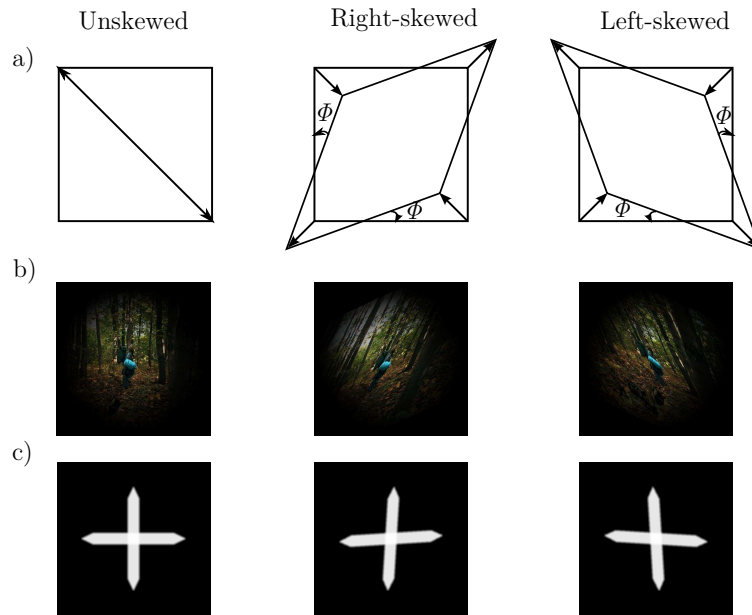 Unskewed Right-skewed Left-skewed
a)
Φ Φ
Φ Φ
b)
c)